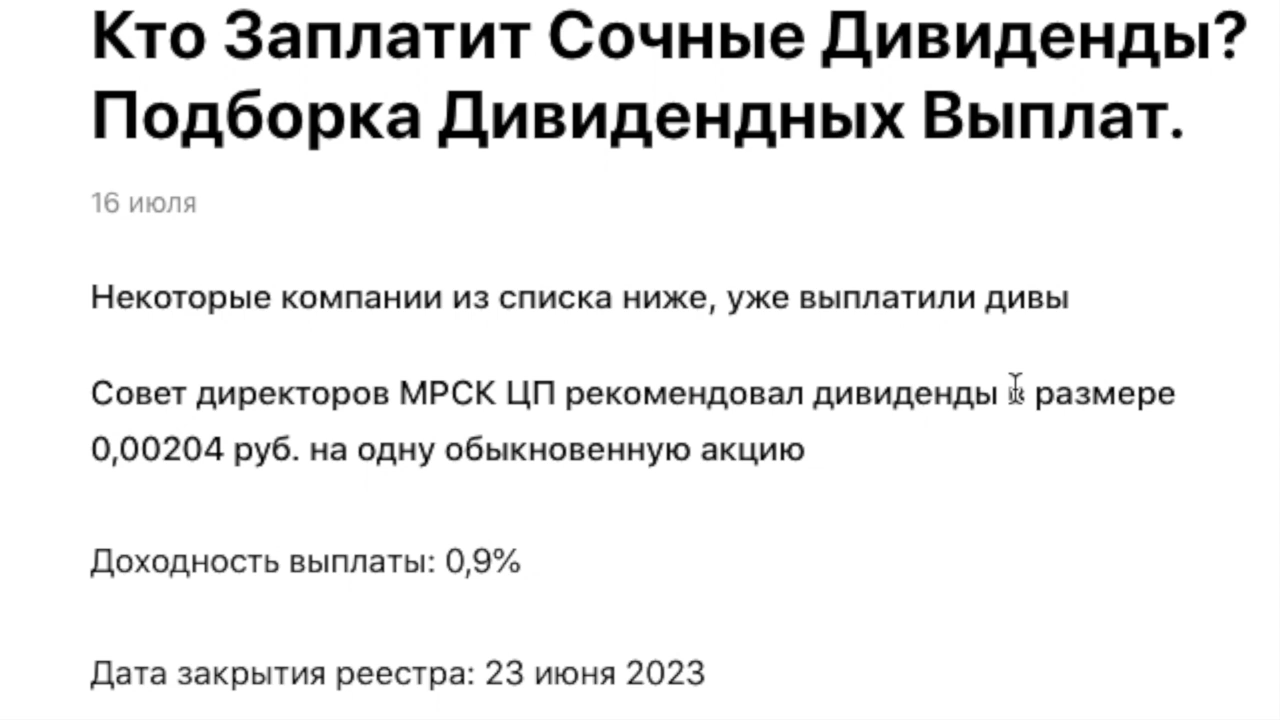 Кто Заплатит Сочные Дивиденды?
Подборка Дивидендных Выплат.
16 июля
Некоторые компании из списка ниже, уже выплатили дивы
Совет директоров МРСК ЦП рекомендовал дивиденды в размере
0,00204 руб. на одну обыкновенную акцию
Доходность выплаты: 0,9%
Дата закрытия реестра: 23 июня 2023